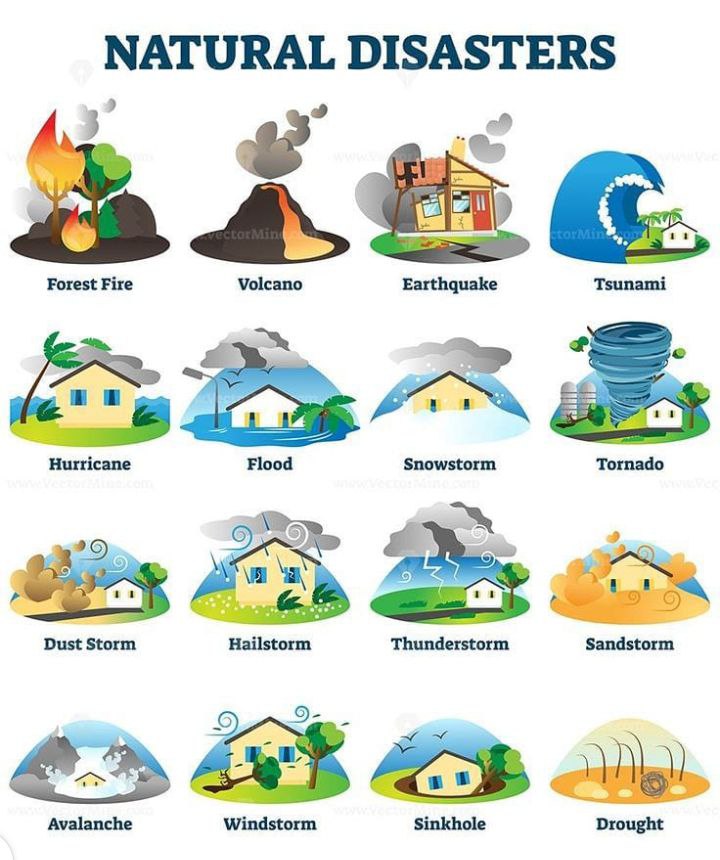 NATURAL DISASTERS
Forest Fire
Volcano
Earthquake
Tsunami
Hurricane
Flood
Snowstorm
Tornado
Dust Storm
Hailstorm
Thunderstorm
Sandstorm
Avalanche
Windstorm
Sinkhole
Drought
www.VectorMine.com